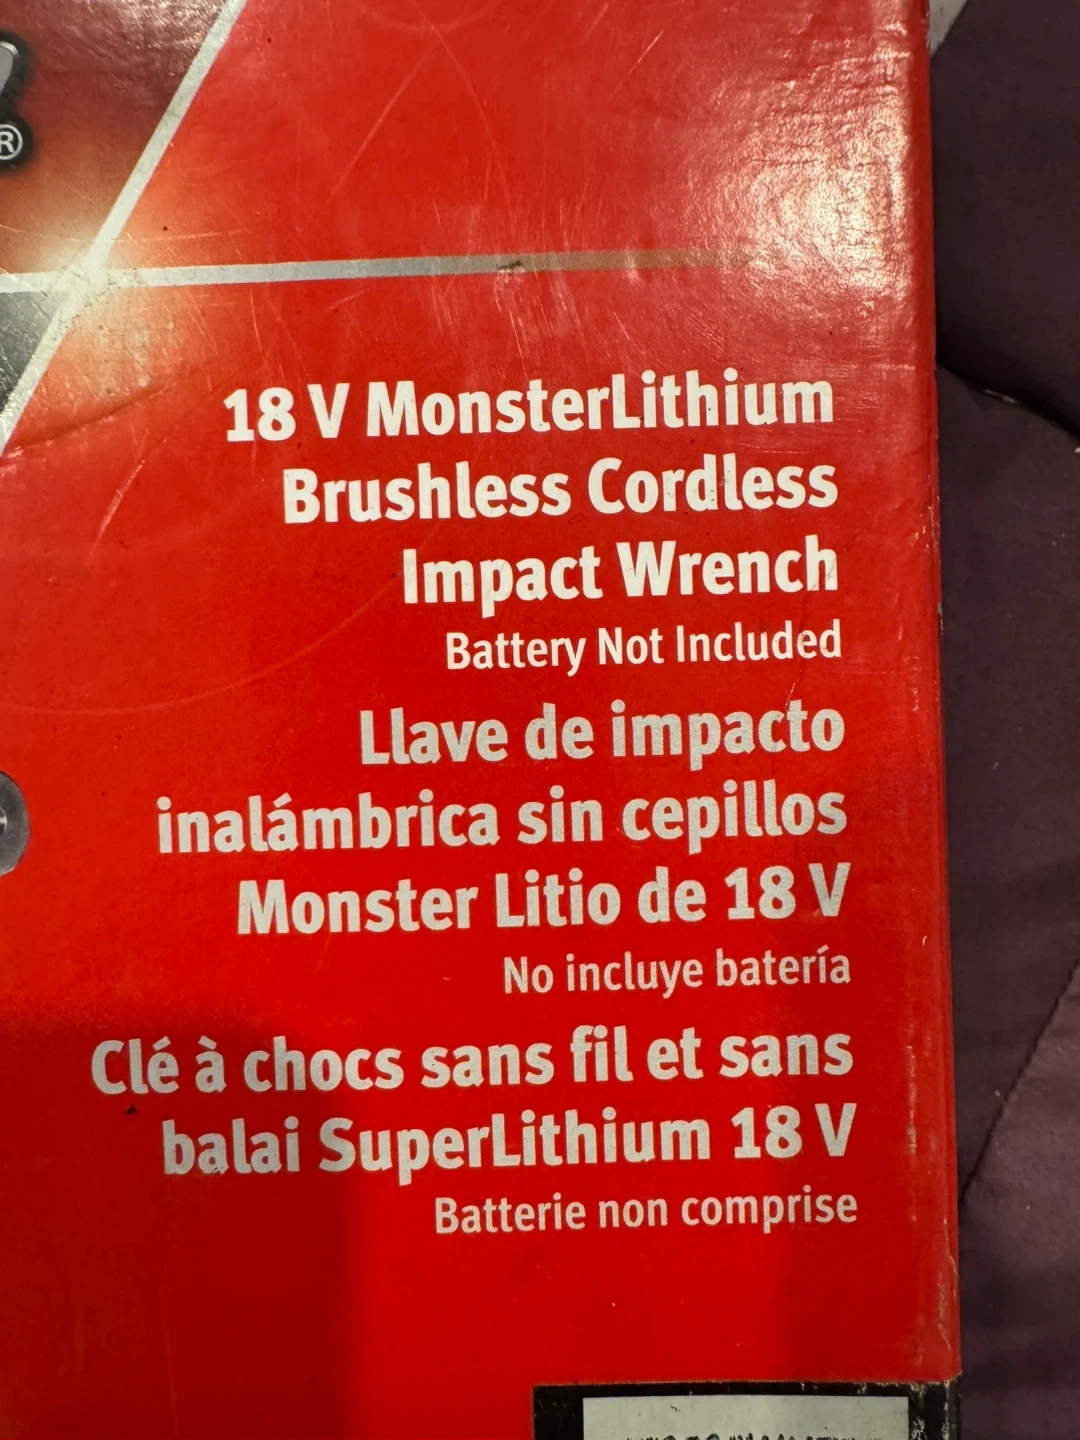 ®
18 V MonsterLithium
Brushless Cordless
Impact Wrench
Battery Not Included
Llave de impacto
inalámbrica sin cepillos
Monster Litio de 18 V
No incluye batería
Clé à chocs sans fil et sans
balai SuperLithium 18 V
Batterie non comprise